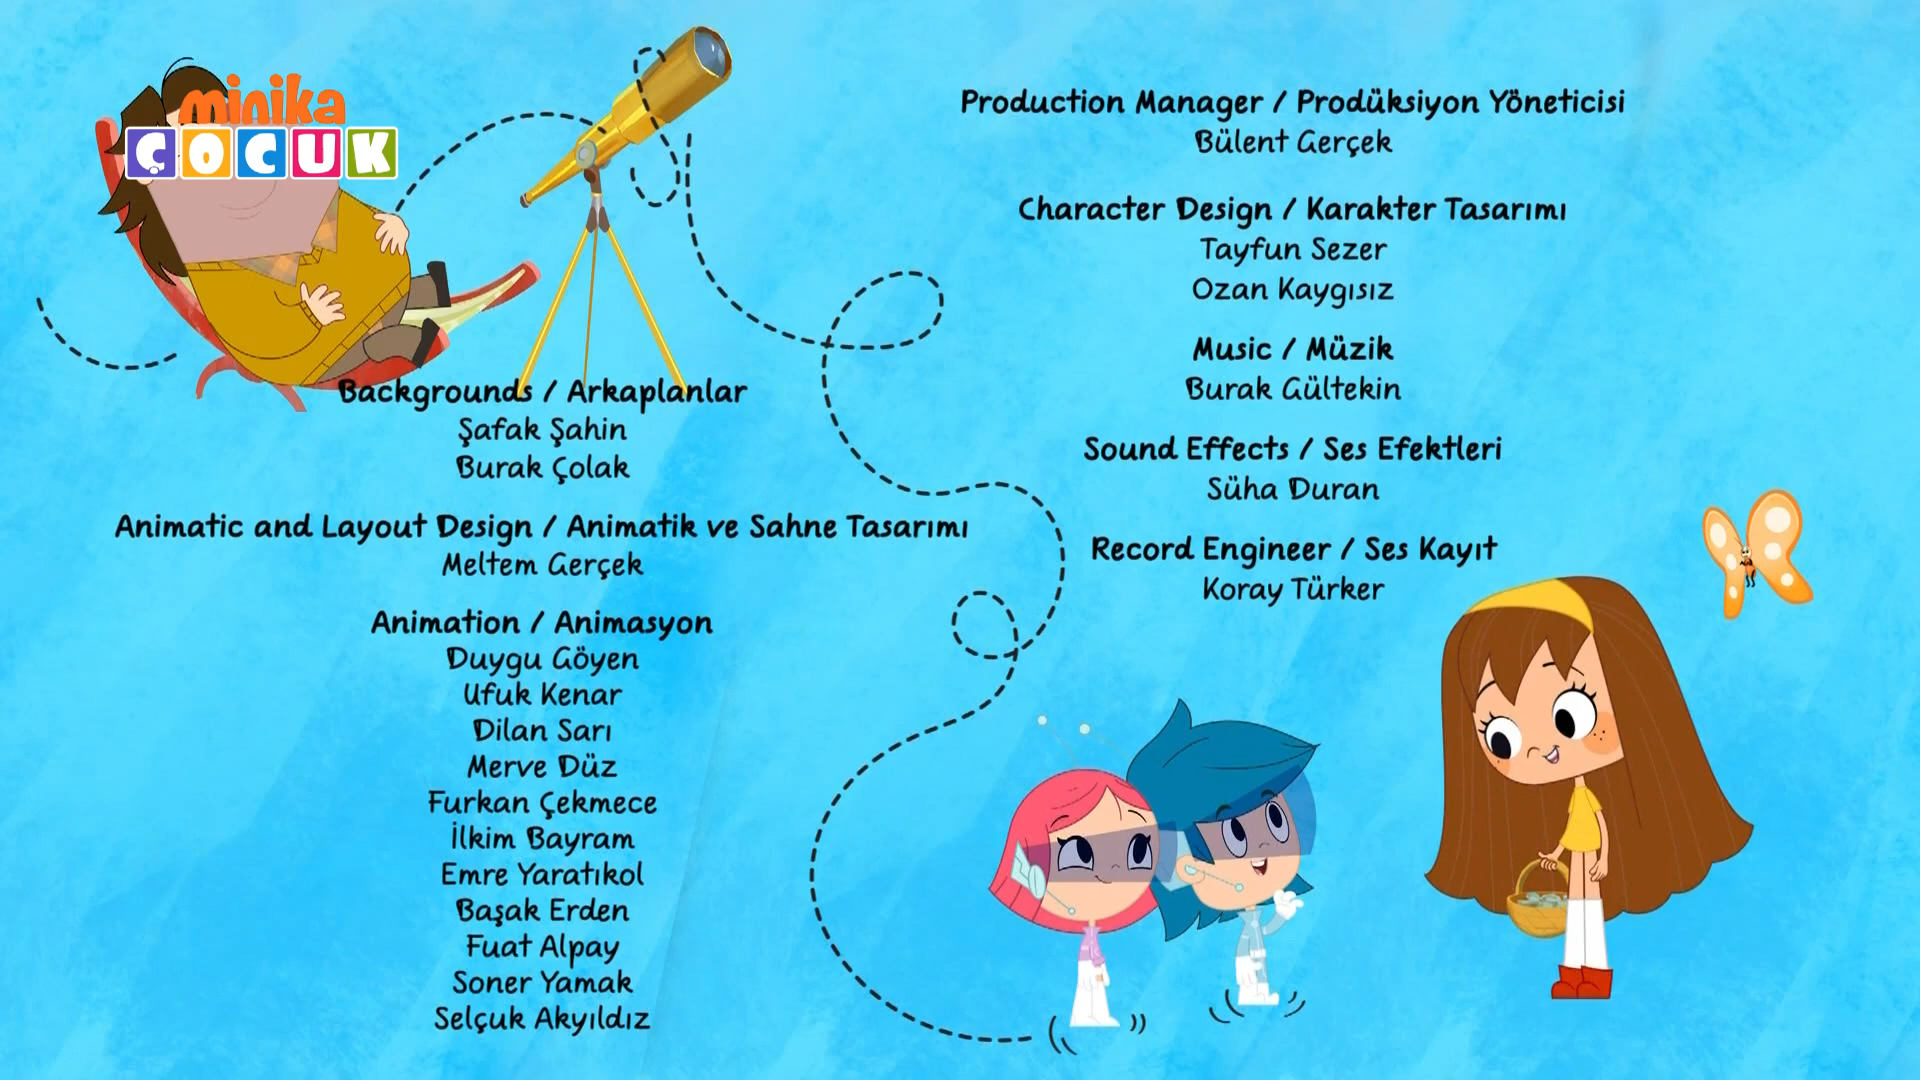 minika
ÇOCUK
Backgrounds / Arkaplanlar
Şafak Şahin
Burak Çolak
Animatic and Layout Design / Animatik ve Sahne Tasarımı
Meltem Gerçek
Animation / Animasyon
Duygu Göyen
Ufuk Kenar
Dilan Sarı
Merve Düz
Furkan Çekmece
İlkim Bayram
Emre Yaratıkol
Başak Erden
Fuat Alpay
Soner Yamak
Selçuk Akyıldız
Production Manager / Prodüksiyon Yöneticisi
Bülent Gerçek
Character Design / Karakter Tasarımı
Tayfun Sezer
Ozan Kaygısız
Music / Müzik
Burak Gültekin
Sound Effects / Ses Efektleri
Süha Duran
Record Engineer / Ses Kayıt
Koray Türker